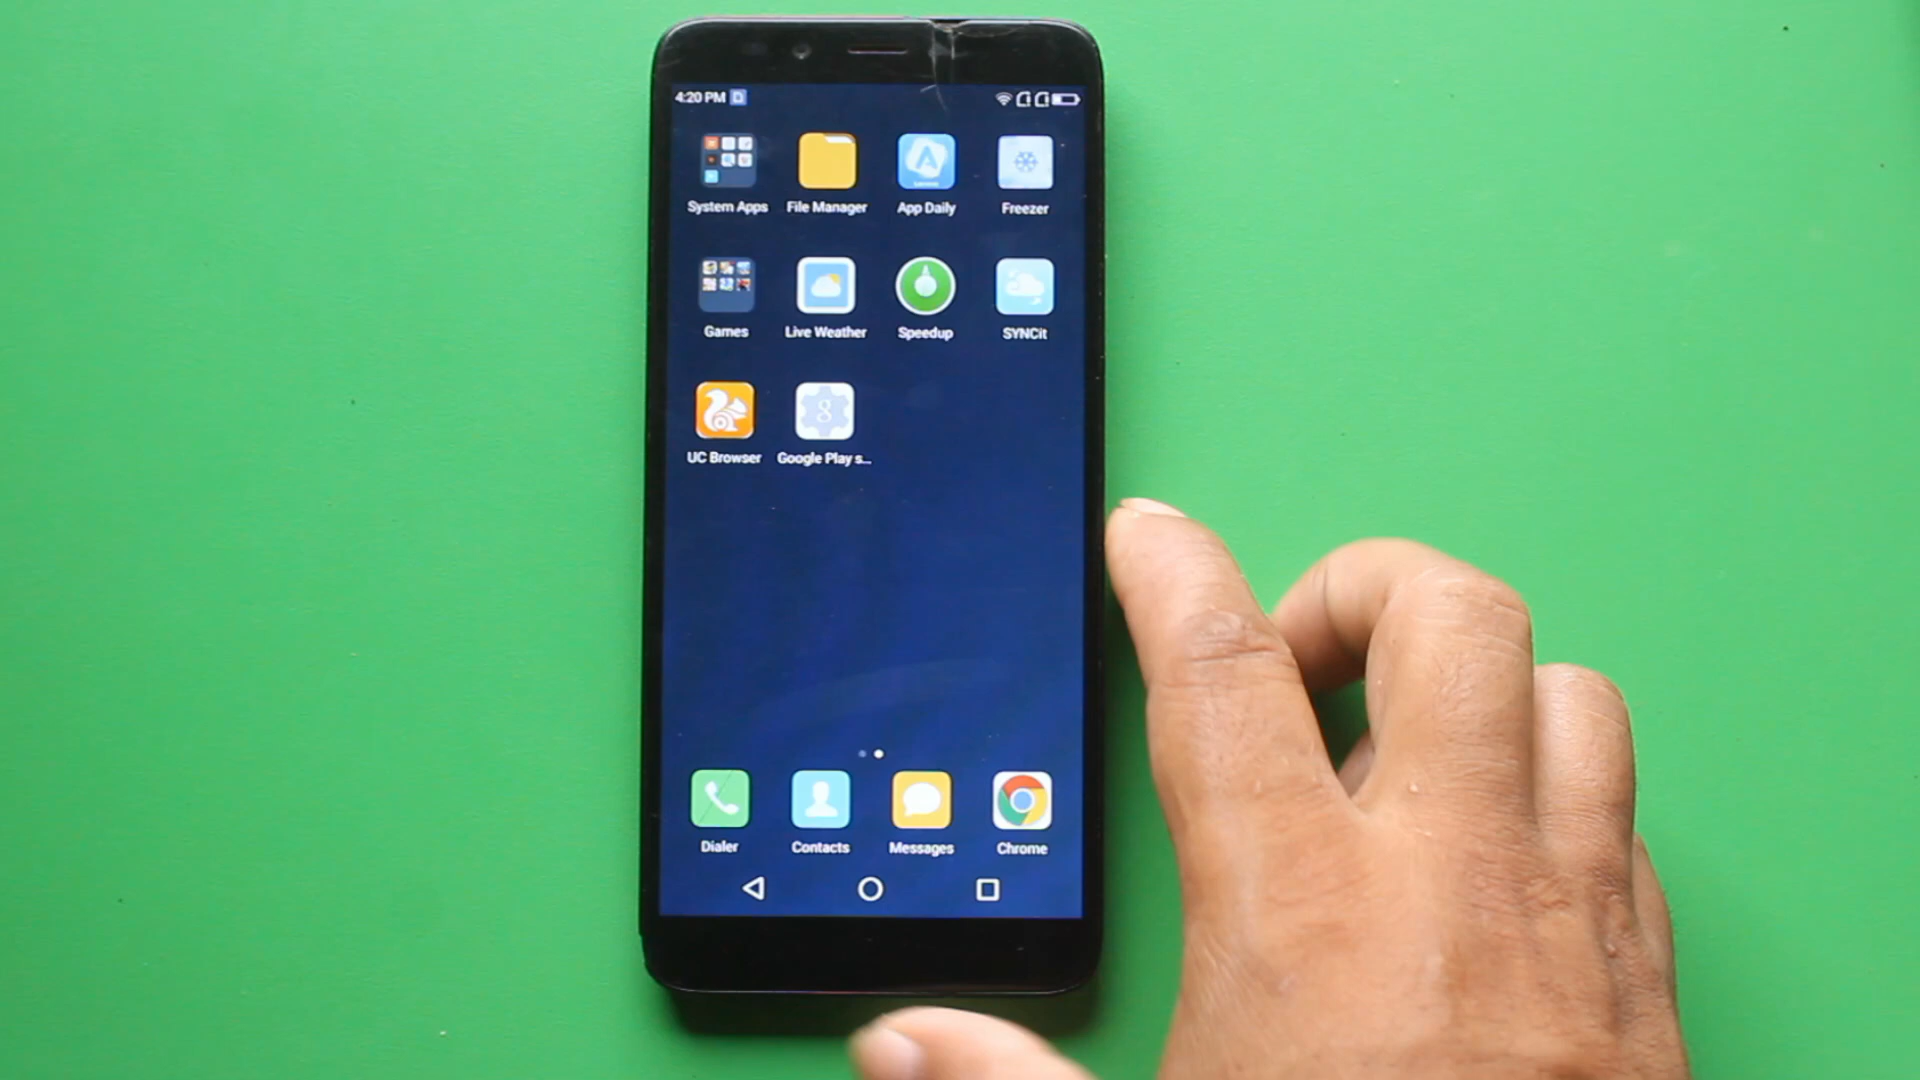 4:20 PM
System Apps File Manager App Daily Freezer
Games Live Weather Speedup SYNCit
UC Browser Google Play s...
Dialer Contacts Messages Chrome